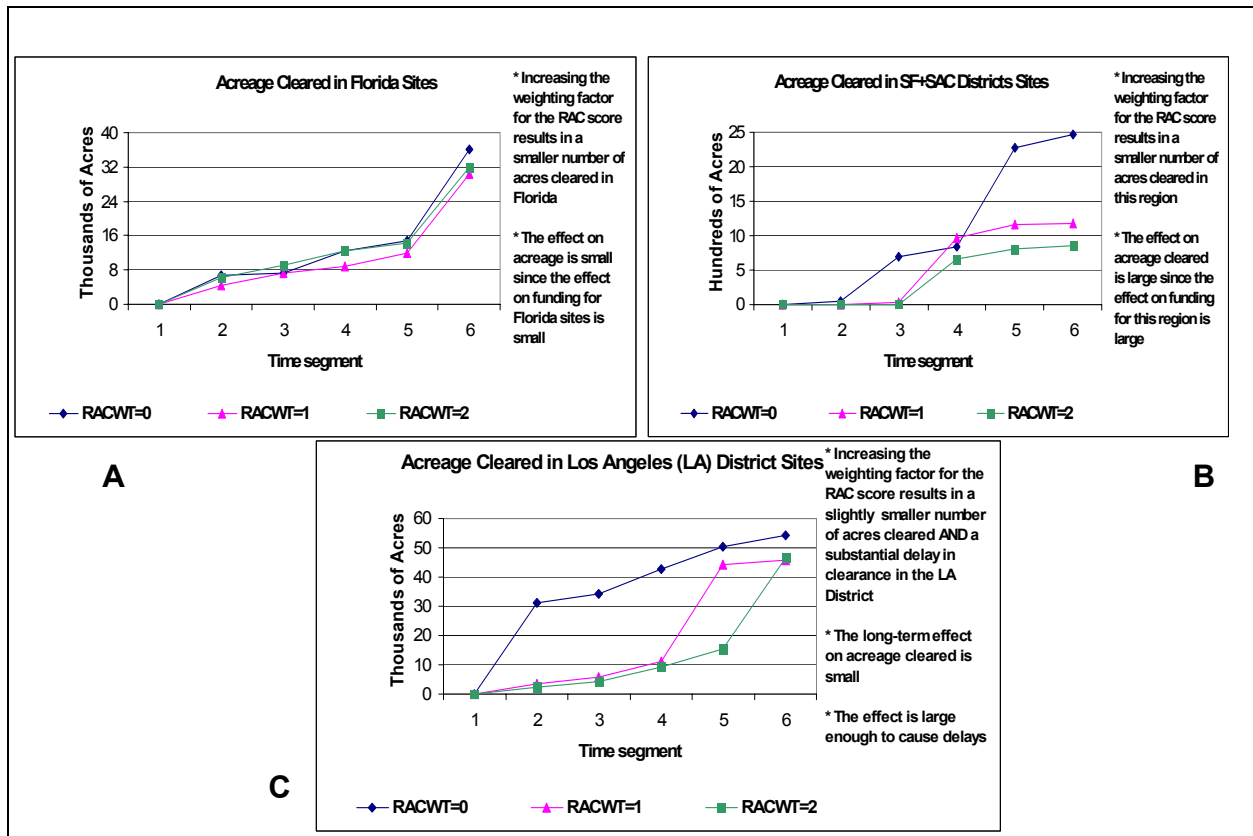 Acreage Cleared in Florida Sites
Thousands of Acres
40
32
24
16
8
0
1 2 3 4 5 6
Time segment
RACWT=0 RACWT=1 RACWT=2
* Increasing the
weighting factor
for the RAC score
results in a
smaller number of
acres cleared in
Florida
* The effect on
acreage is small
since the effect
on funding for
Florida sites is
small
A
Acreage Cleared in SF+SAC Districts Sites
Hundreds of Acres
25
20
15
10
5
0
1 2 3 4 5 6
Time segment
RACWT=0 RACWT=1 RACWT=2
* Increasing the
weighting factor
for the RAC score
results in a
smaller number of
acres cleared in
this region
* The effect on
acreage cleared
is large since the
effect on funding
for this region is
large
B
Acreage Cleared in Los Angeles (LA) District Sites
Thousands of Acres
60
50
40
30
20
10
0
1 2 3 4 5 6
Time segment
RACWT=0 RACWT=1 RACWT=2
* Increasing the
weighting factor for the
RAC score results in a
slightly smaller number
of acres cleared AND a
substantial delay in
clearance in the LA
District
* The long-term effect
on acreage cleared is
small
* The effect is large
enough to cause delays
C